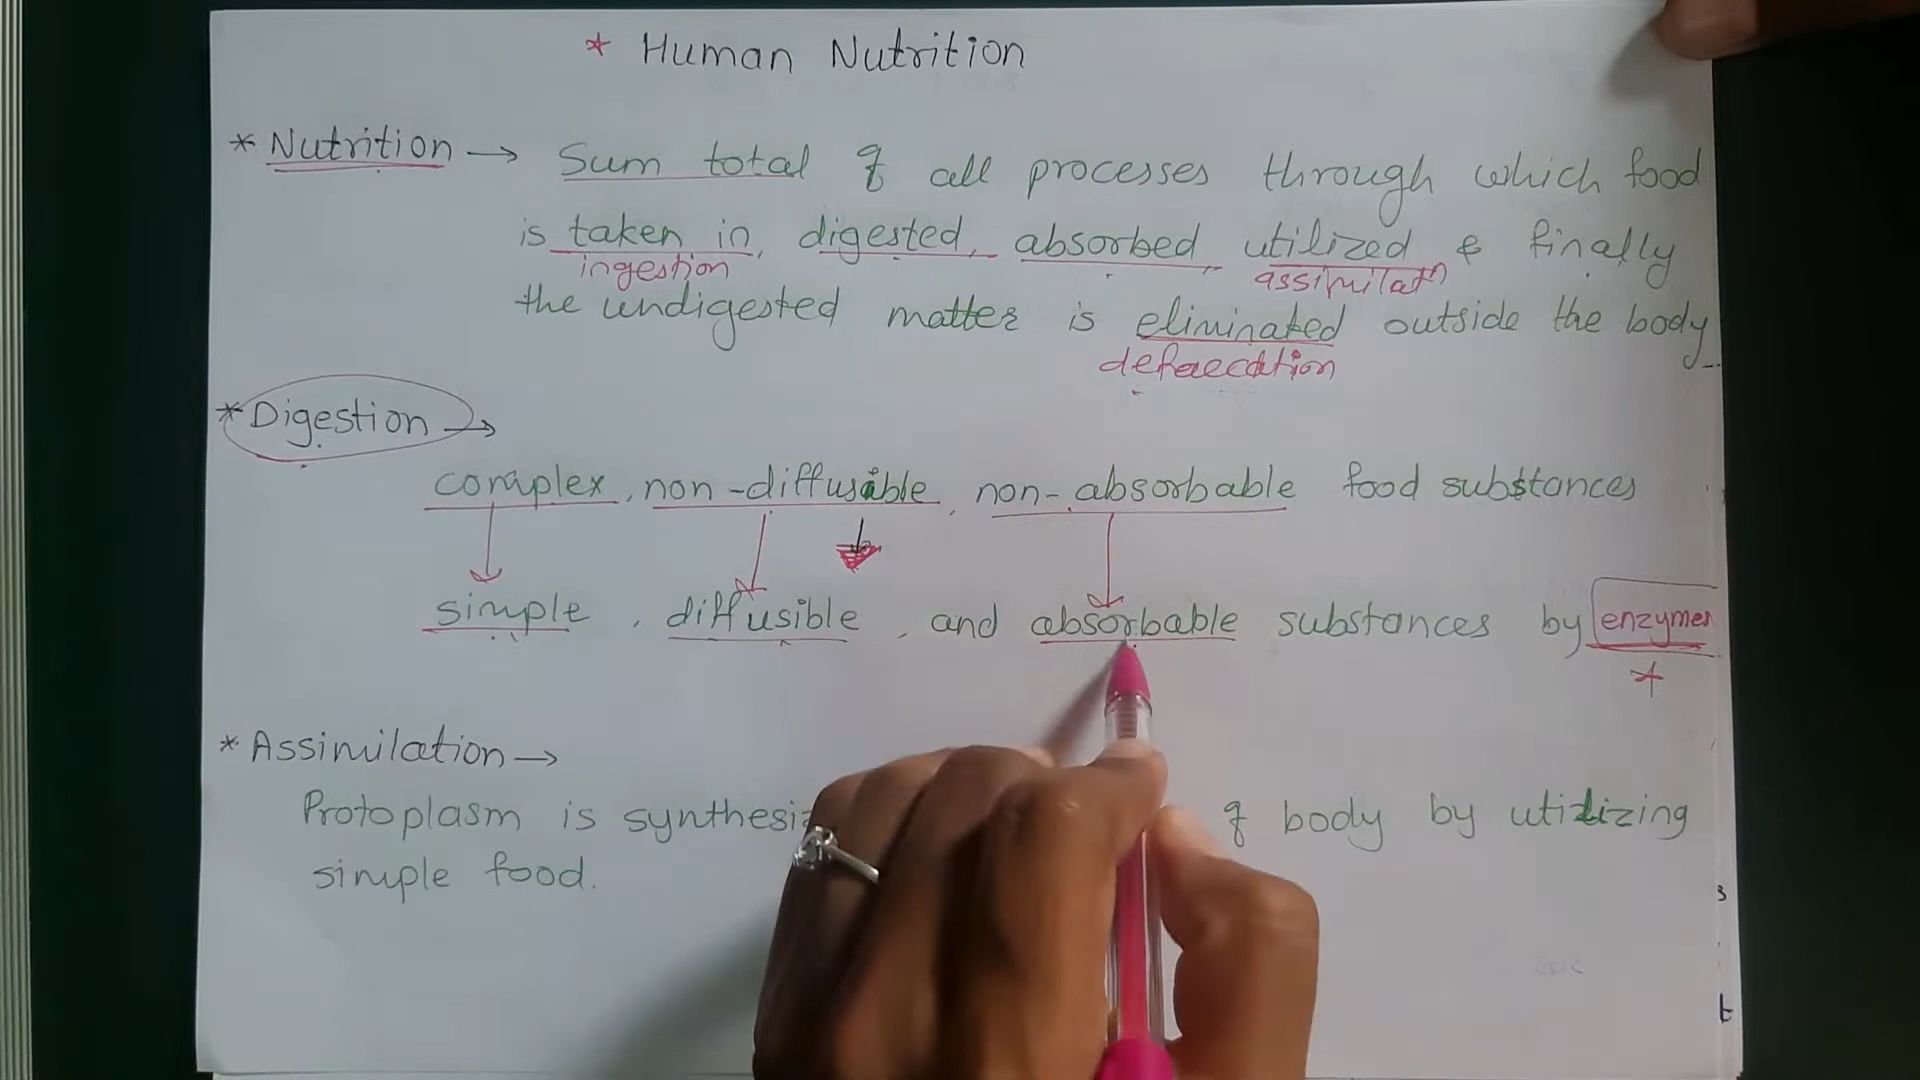 * Human Nutrition
* Nutrition → Sum total of all processes through which food
is taken in, digested, absorbed, utilized & finally
ingestion assimilatn
the undigested matter is eliminated outside the body
defaecation
* Digestion →
complex, non-diffusible, non-absorbable food substances
simple, diffusible, and absorbable substances by enzymes
*
* Assimilation →
Protoplasm is synthesi of body by utilizing
simple food.